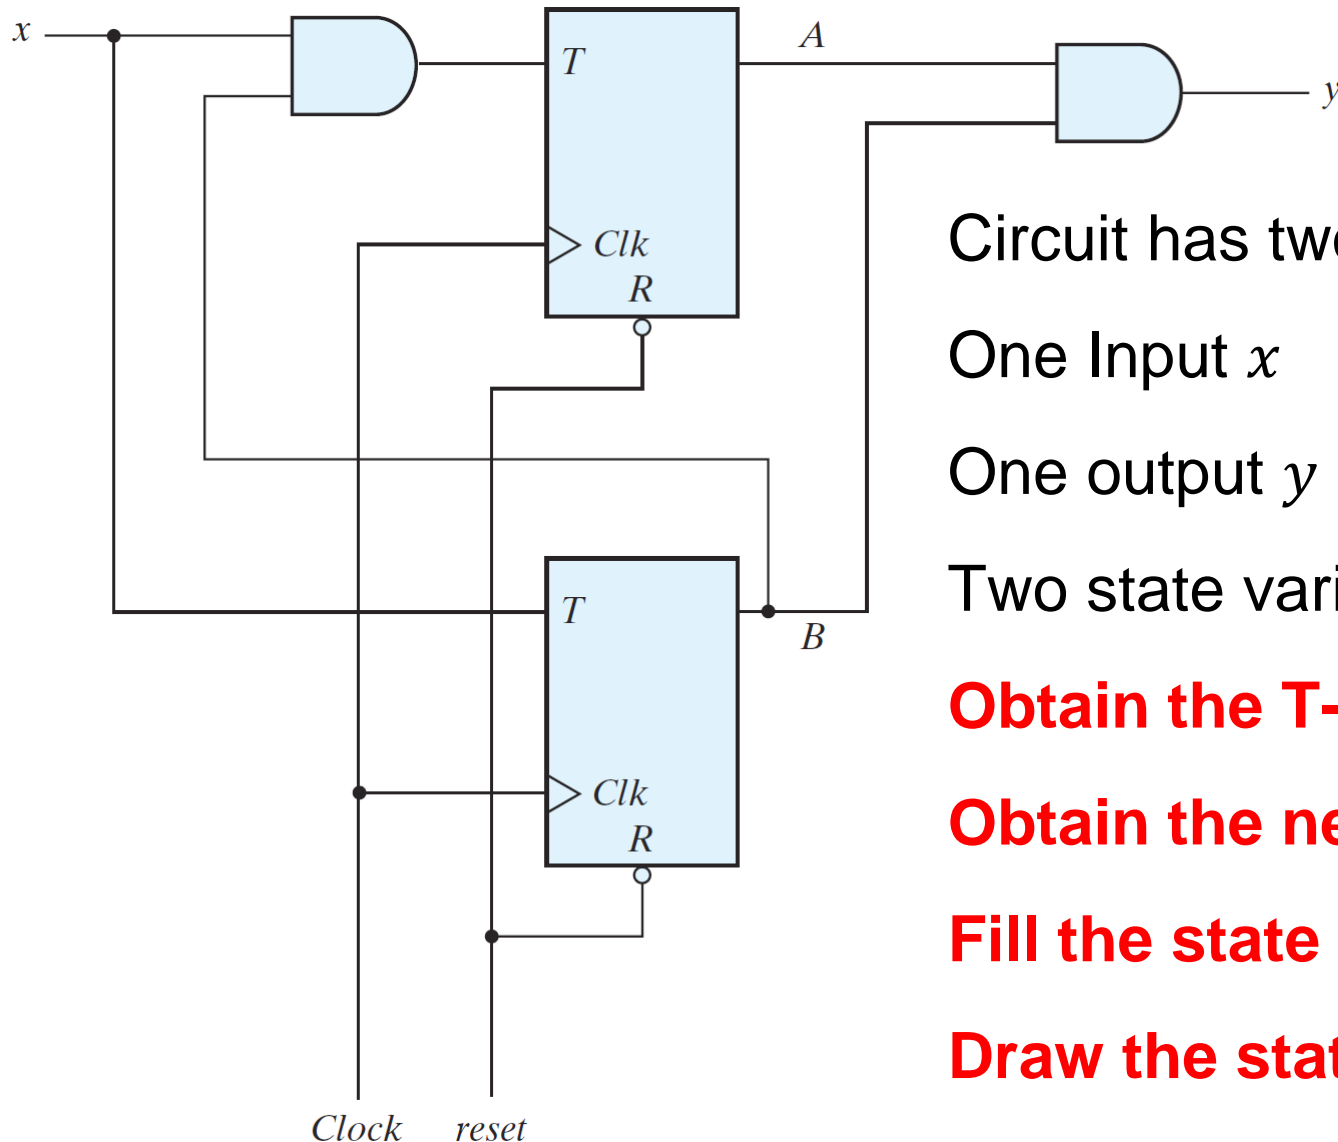 x
T
A
y
Clk
R
T
B
Clk
R
Clock reset
Circuit has two
One Input x
One output y
Two state vari
Obtain the T-
Obtain the ne
Fill the state
Draw the stat